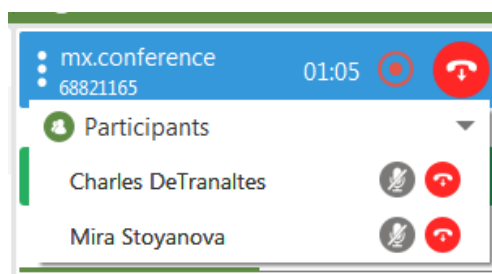 mx.conference
68821165
01:05
Participants
Charles DeTranaltes
Mira Stoyanova